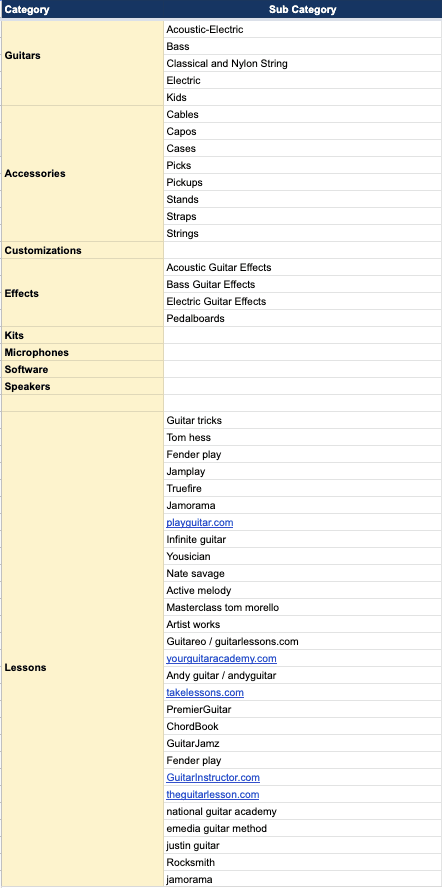 Category Sub Category
Guitars
Acoustic-Electric
Bass
Classical and Nylon String
Electric
Kids
Accessories
Cables
Capos
Cases
Picks
Pickups
Stands
Straps
Strings
Customizations
Effects
Acoustic Guitar Effects
Bass Guitar Effects
Electric Guitar Effects
Pedalboards
Kits
Microphones
Software
Speakers
Lessons
Guitar tricks
Tom hess
Fender play
Jamplay
Truefire
Jamorama
playguitar.com
Infinite guitar
Yousician
Nate savage
Active melody
Masterclass tom morello
Artist works
Guitareo / guitarlessons.com
yourguitaracademy.com
Andy guitar / andyguitar
takelessons.com
PremierGuitar
ChordBook
GuitarJamz
Fender play
GuitarInstructor.com
theguitarlesson.com
national guitar academy
emedia guitar method
justin guitar
Rocksmith
jamorama